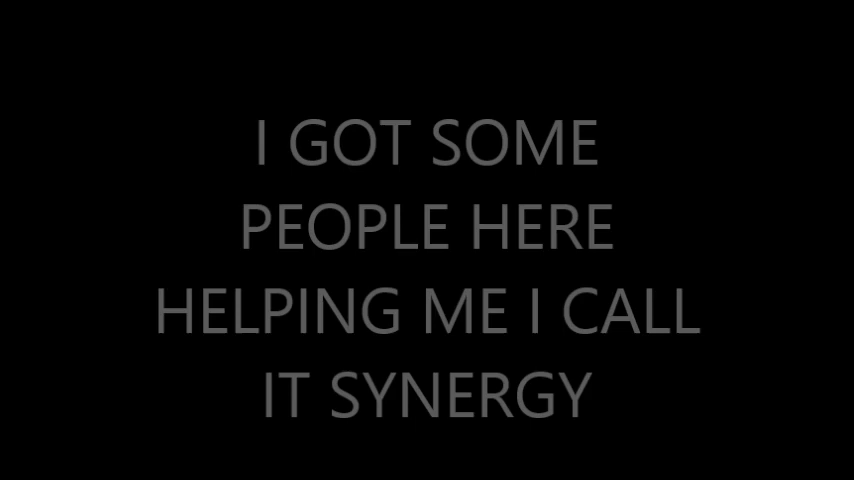 I GOT SOME
PEOPLE HERE
HELPING ME I CALL
IT SYNERGY